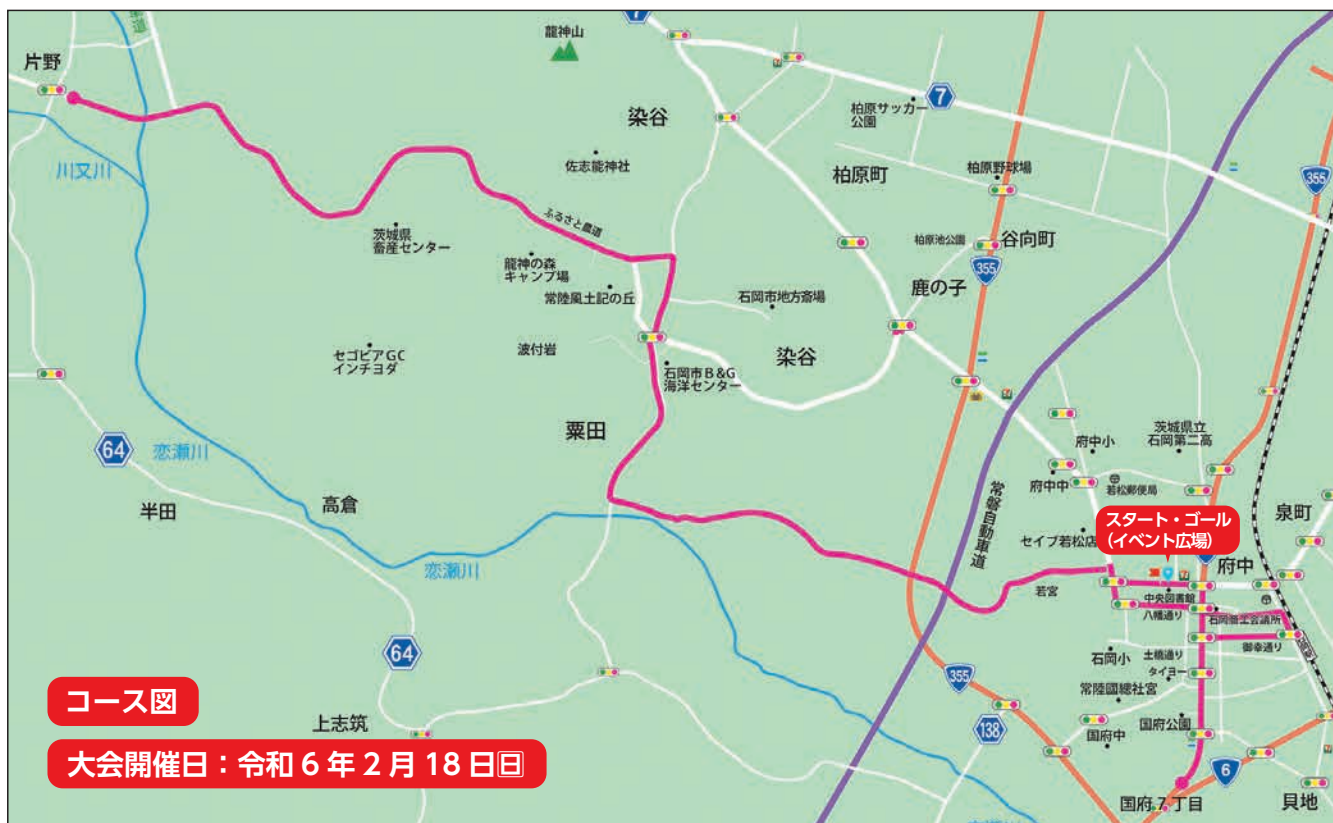 片野
龍神山
7
染谷
7
柏原サッカー
公園
355
川又川
佐志能神社
柏原町
柏原野球場
茨城県
畜産センター
ふるさと農道
龍神の森
キャンプ場
常陸風土記の丘
石岡市地方斎場
柏原池公園
谷向町
355
鹿の子
セゴビアGC
インチヨダ
波付岩
石岡市B&G
海洋センター
染谷
64
恋瀬川
粟田
半田
高倉
恋瀬川
常磐自動車道
府中小
茨城県立
石岡第二高
府中中
若松郵便局
セイブ若松店
スタート・ゴール
(イベント広場)
泉町
府中
若宮
中央図書館
八幡通り
石岡商工会議所
御幸通り
石岡小
土橋通り
タイヨー
常陸國總社宮
国府公園
国府中
64
355
138
6
上志筑
国府7丁目
貝地
コース図
大会開催日：令和6年2月18日日